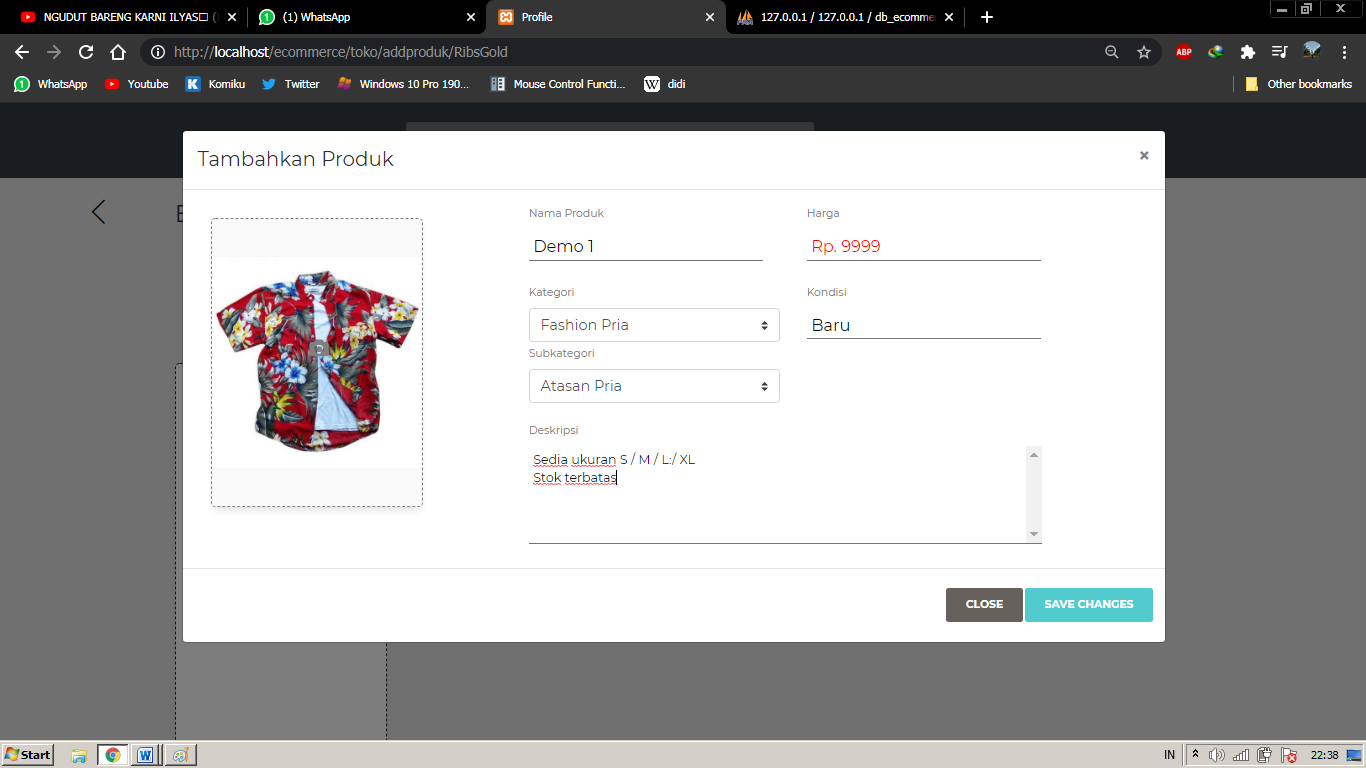 NGUDUT BARENG KARNI ILYAS
(1) WhatsApp
Profile
127.0.0.1 / 127.0.0.1 / db_ecomme
http://localhost/ecommerce/toko/addproduk/RibsGold
ABP
WhatsApp
Youtube
Komiku
Twitter
Windows 10 Pro 190...
Mouse Control Functi...
didi
Other bookmarks
Tambahkan Produk
Nama Produk
Harga
Demo 1
Rp. 9999
Kategori
Kondisi
Fashion Pria
Baru
Subkategori
Atasan Pria
Deskripsi
Sedia ukuran S / M / L:/ XL
Stok terbatas
CLOSE
SAVE CHANGES
Start
IN
22:38